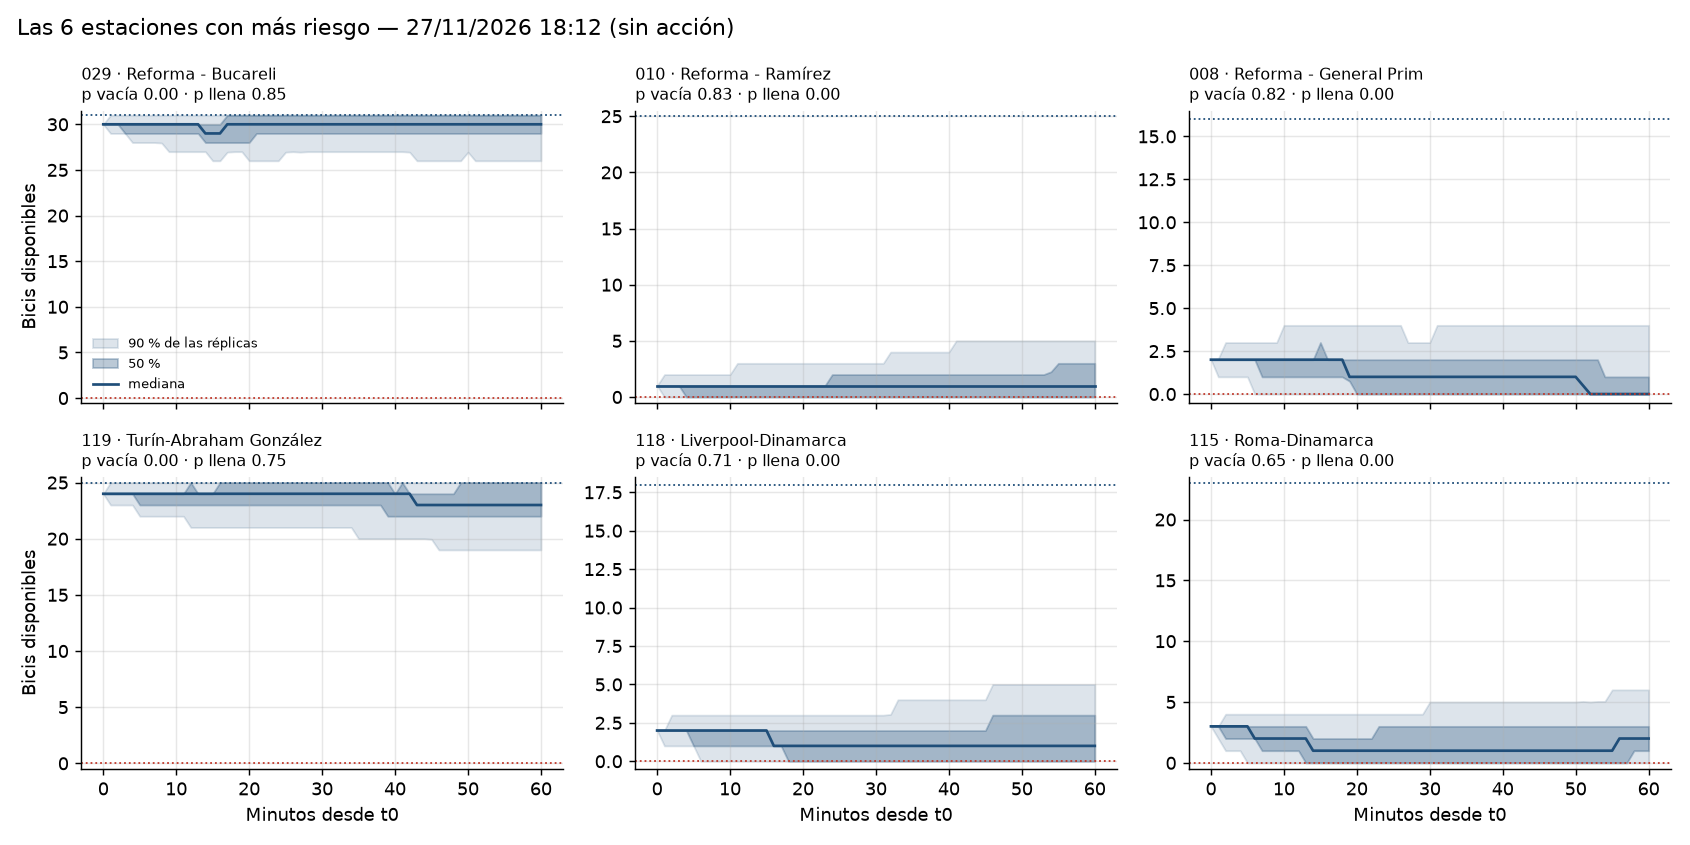 Las 6 estaciones con más riesgo — 27/11/2026 18:12 (sin acción)
029 · Reforma - Bucareli
p vacía 0.00 · p llena 0.85
30
25
20
15
10
5
0
Bicis disponibles
90 % de las réplicas
50 %
mediana
010 · Reforma - Ramírez
p vacía 0.83 · p llena 0.00
25
20
15
10
5
0
008 · Reforma - General Prim
p vacía 0.82 · p llena 0.00
15.0
12.5
10.0
7.5
5.0
2.5
0.0
119 · Turín-Abraham González
p vacía 0.00 · p llena 0.75
25
20
15
10
5
0
Bicis disponibles
0 10 20 30 40 50 60
Minutos desde t0
118 · Liverpool-Dinamarca
p vacía 0.71 · p llena 0.00
17.5
15.0
12.5
10.0
7.5
5.0
2.5
0.0
0 10 20 30 40 50 60
Minutos desde t0
115 · Roma-Dinamarca
p vacía 0.65 · p llena 0.00
20
15
10
5
0
0 10 20 30 40 50 60
Minutos desde t0